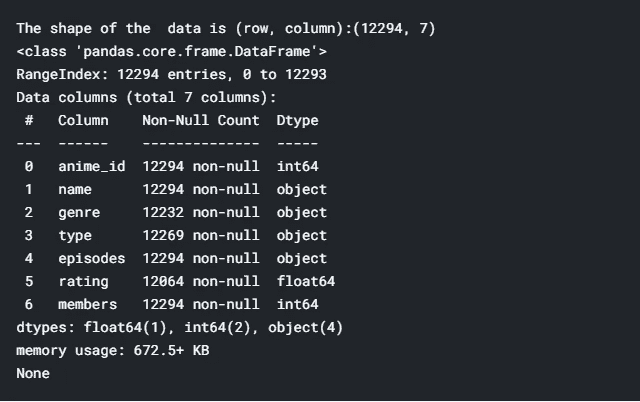 The shape of the  data is (row, column):(12294, 7)
<class 'pandas.core.frame.DataFrame'>
RangeIndex: 12294 entries, 0 to 12293
Data columns (total 7 columns):
 #   Column    Non-Null Count  Dtype
---  ------    --------------  -----
 0   anime_id  12294 non-null  int64
 1   name      12294 non-null  object
 2   genre     12232 non-null  object
 3   type      12269 non-null  object
 4   episodes  12294 non-null  object
 5   rating    12064 non-null  float64
 6   members   12294 non-null  int64
dtypes: float64(1), int64(2), object(4)
memory usage: 672.5+ KB
None